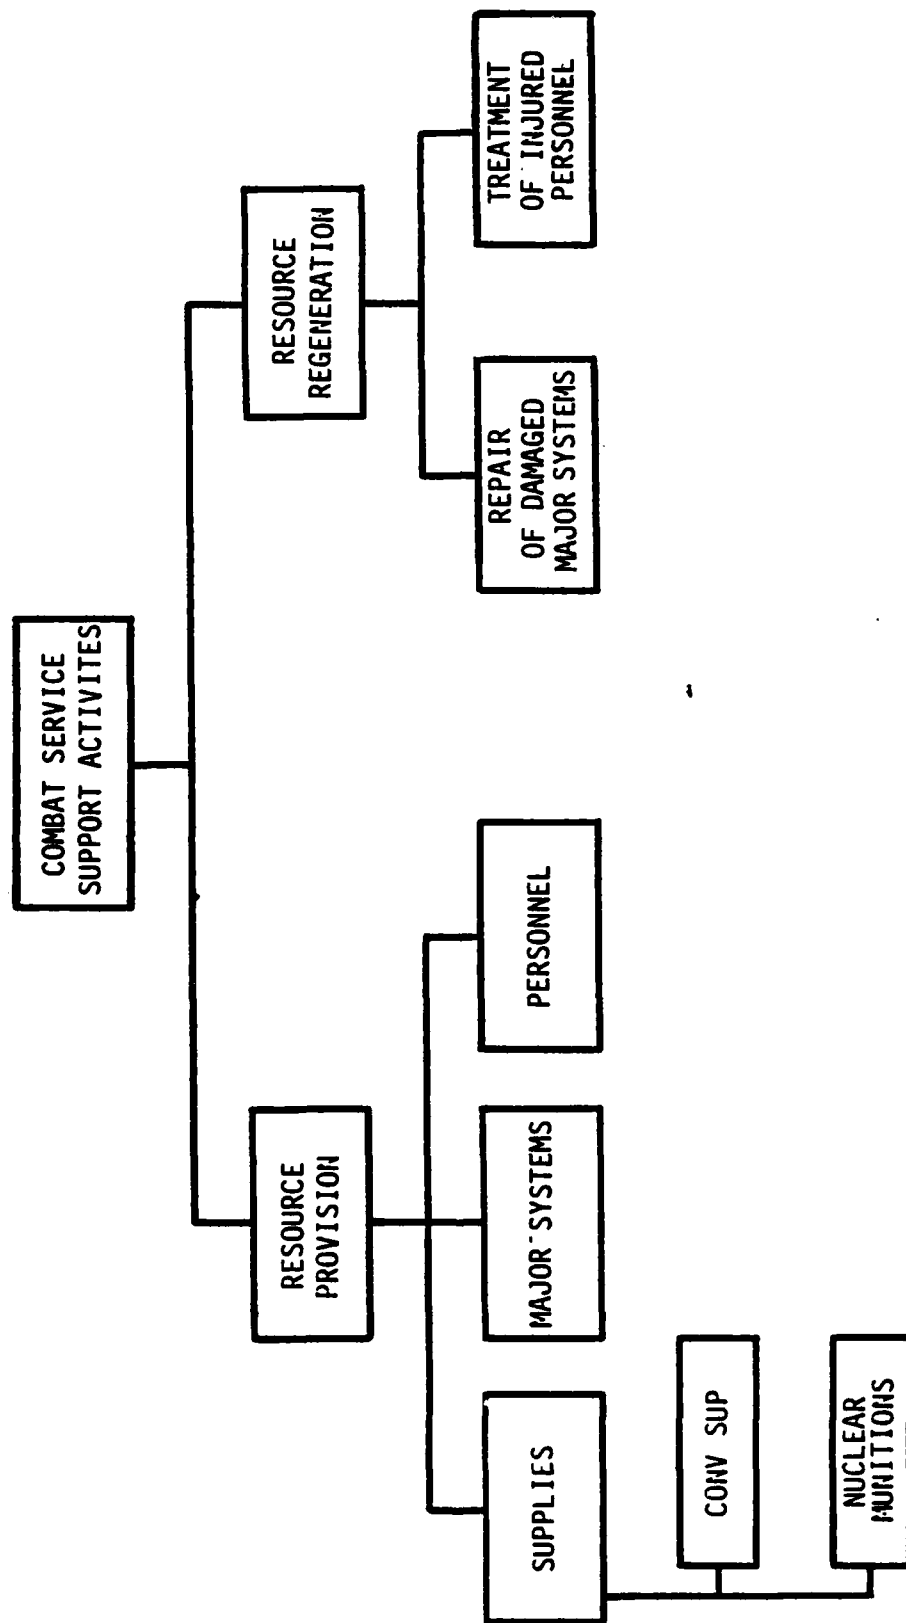 COMBAT SERVICE
SUPPORT ACTIVITES
RESOURCE
PROVISION
RESOURCE
REGENERATION
SUPPLIES
MAJOR SYSTEMS
PERSONNEL
REPAIR
OF DAMAGED
MAJOR SYSTEMS
TREATMENT
OF INJURED
PERSONNEL
CONV SUP
NUCLEAR
MUNITIONS